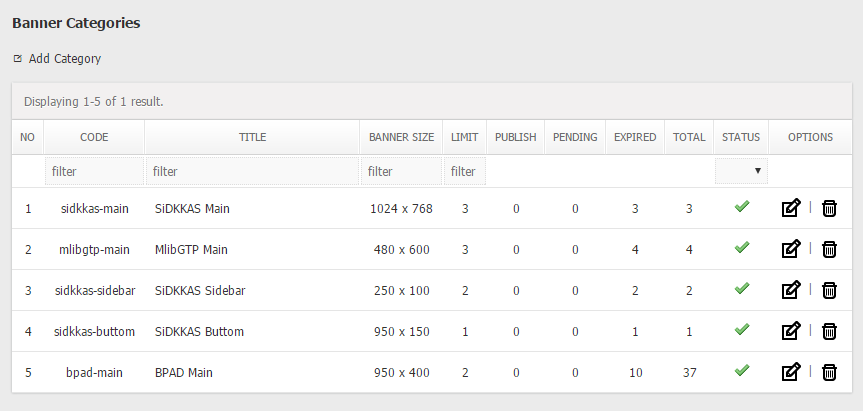 Banner Categories
Add Category
Displaying 1-5 of 1 result.
NO CODE TITLE BANNER SIZE LIMIT PUBLISH PENDING EXPIRED TOTAL STATUS OPTIONS
filter filter filter filter
1 sidkkas-main SiDKKAS Main 1024 x 768 3 0 0 3 3 |
2 mlibgtp-main MlibGTP Main 480 x 600 3 0 0 4 4 |
3 sidkkas-sidebar SiDKKAS Sidebar 250 x 100 2 0 0 2 2 |
4 sidkkas-buttom SiDKKAS Buttom 950 x 150 1 0 0 1 1 |
5 bpad-main BPAD Main 950 x 400 2 0 0 10 37 |